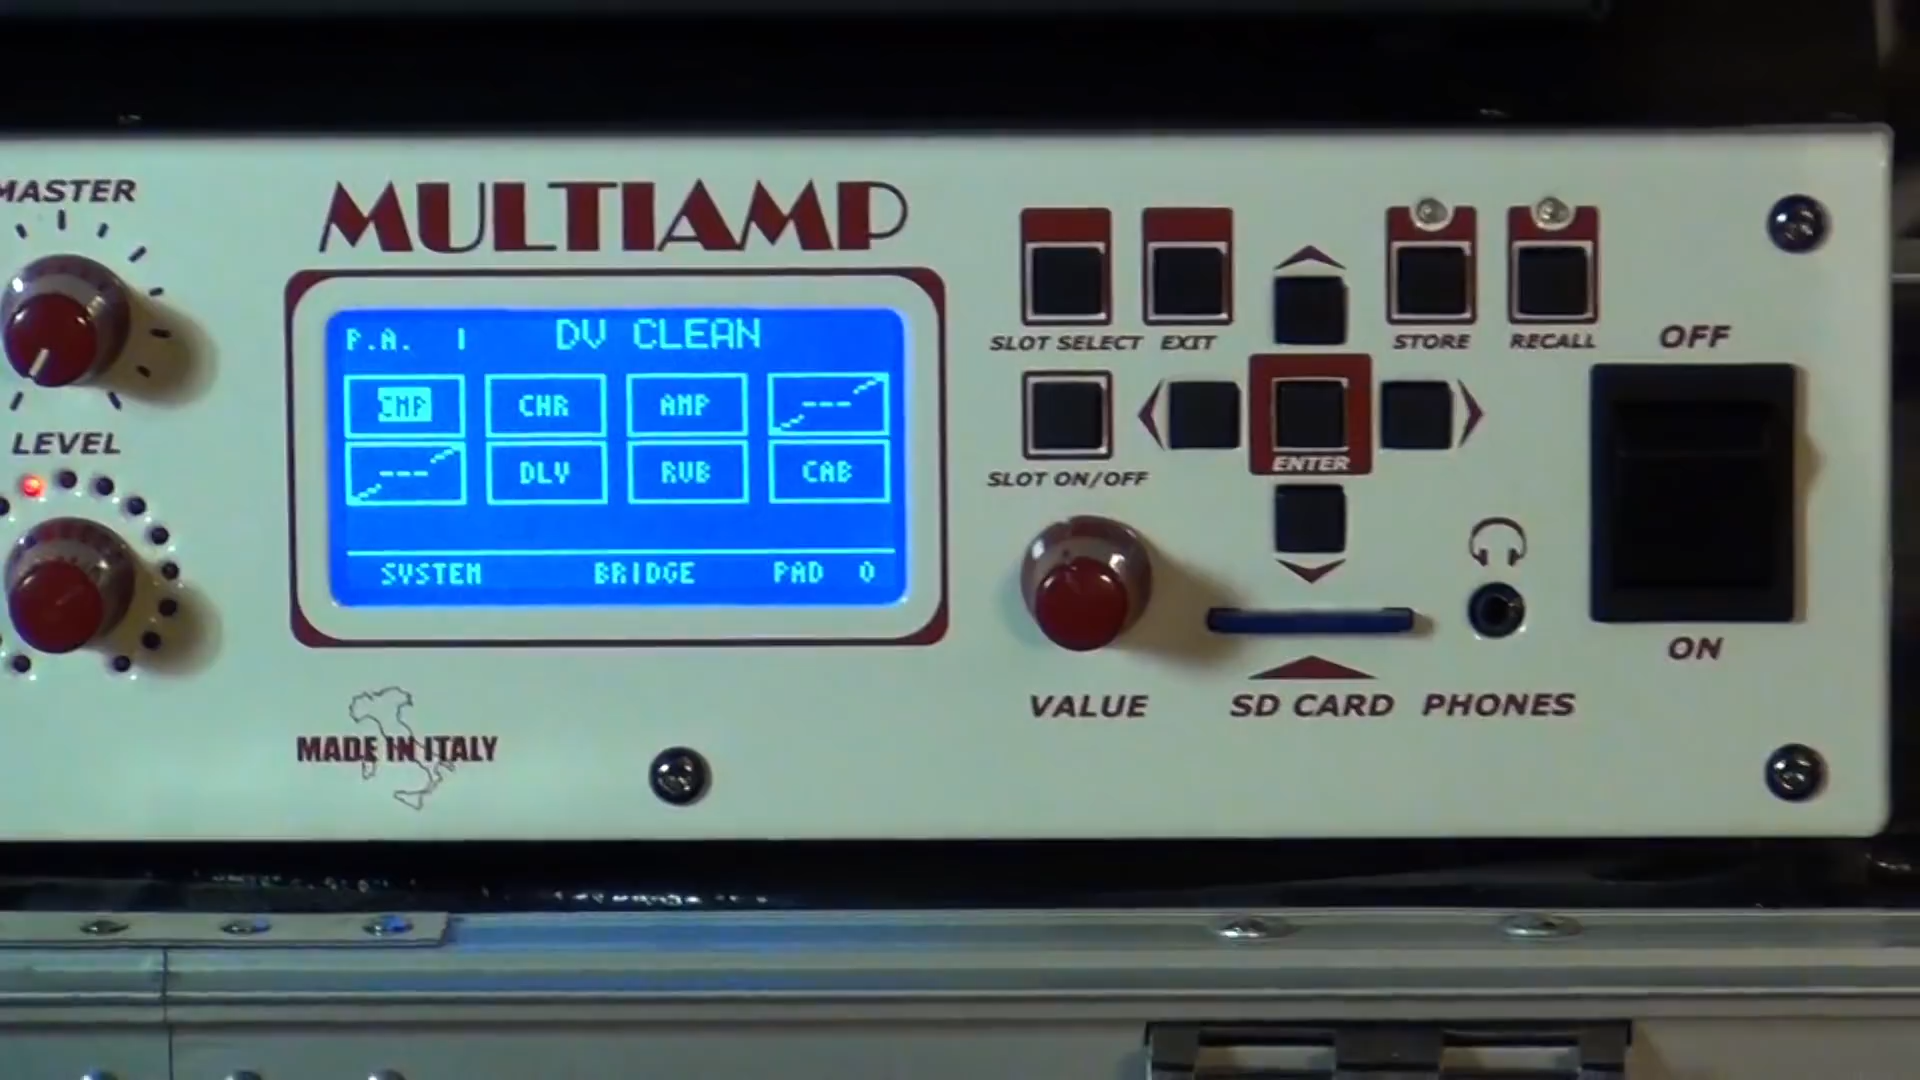 MASTER
LEVEL
MULTIAMP
P.A. 1 DV CLEAN
CMP CHR AMP ---
--- DLY RVB CAB
SYSTEM BRIDGE PAD 0
MADE IN ITALY
SLOT SELECT EXIT STORE RECALL
SLOT ON/OFF ENTER
OFF
ON
VALUE SD CARD PHONES